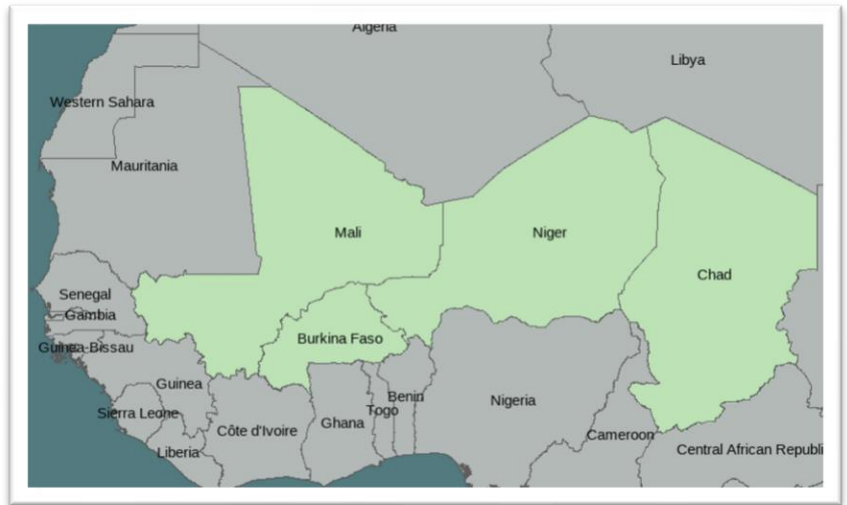 Algeria
Libya
Western Sahara
Mauritania
Mali
Niger
Chad
Senegal
Gambia
Burkina Faso
Guinea-Bissau
Guinea
Benin
Nigeria
Togo
Sierra Leone
Ghana
Côte d'Ivoire
Cameroon
Liberia
Central African Republi